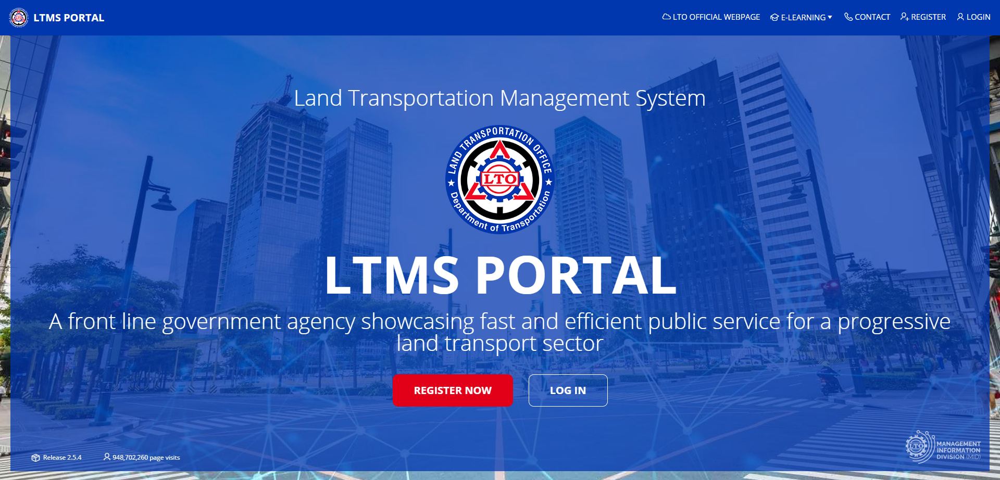 LTMS PORTAL
LTO OFFICIAL WEBPAGE
E-LEARNING
CONTACT
REGISTER
LOGIN
Land Transportation Management System
LAND TRANSPORTATION OFFICE
LTO
Department of Transportation
LTMS PORTAL
A front line government agency showcasing fast and efficient public service for a progressive
land transport sector
REGISTER NOW
LOG IN
Release 2.5.4
948,702,260 page visits
LTO
MANAGEMENT
INFORMATION
DIVISION (MID)